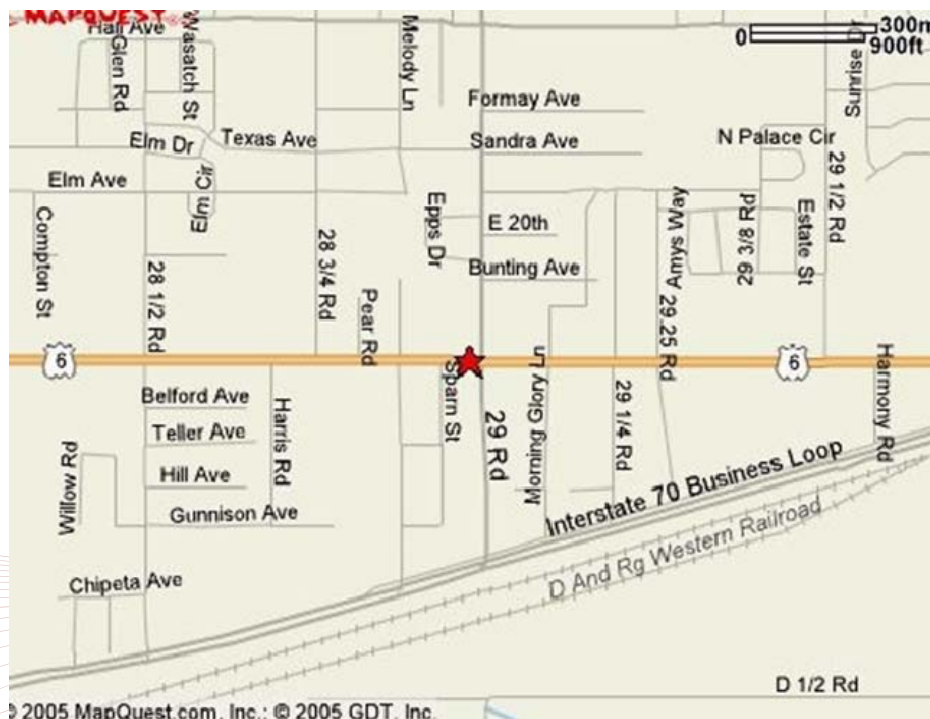 MAPQUEST
300m
0
900ft
Hall Ave
Glen Rd
Wasatch St
Melody Ln
Sunrise Dr
Formay Ave
Sandra Ave
N Palace Cir
Elm Dr
Texas Ave
29 1/2 Rd
Elm Ave
Elm Cir
Epps Dr
E 20th
Amys Way
29 3/8 Rd
Estate St
Compton St
28 1/2 Rd
28 3/4 Rd
Bunting Ave
Pear Rd
29.25 Rd
6
6
Harmony Rd
Sparn St
Morning Glory Ln
29 Rd
29 1/4 Rd
Belford Ave
Harris Rd
Teller Ave
Willow Rd
Hill Ave
Gunnison Ave
Interstate 70 Business Loop
D And Rg Western Railroad
Chipeta Ave
D 1/2 Rd
© 2005 MapQuest.com, Inc.; © 2005 GDT, Inc.